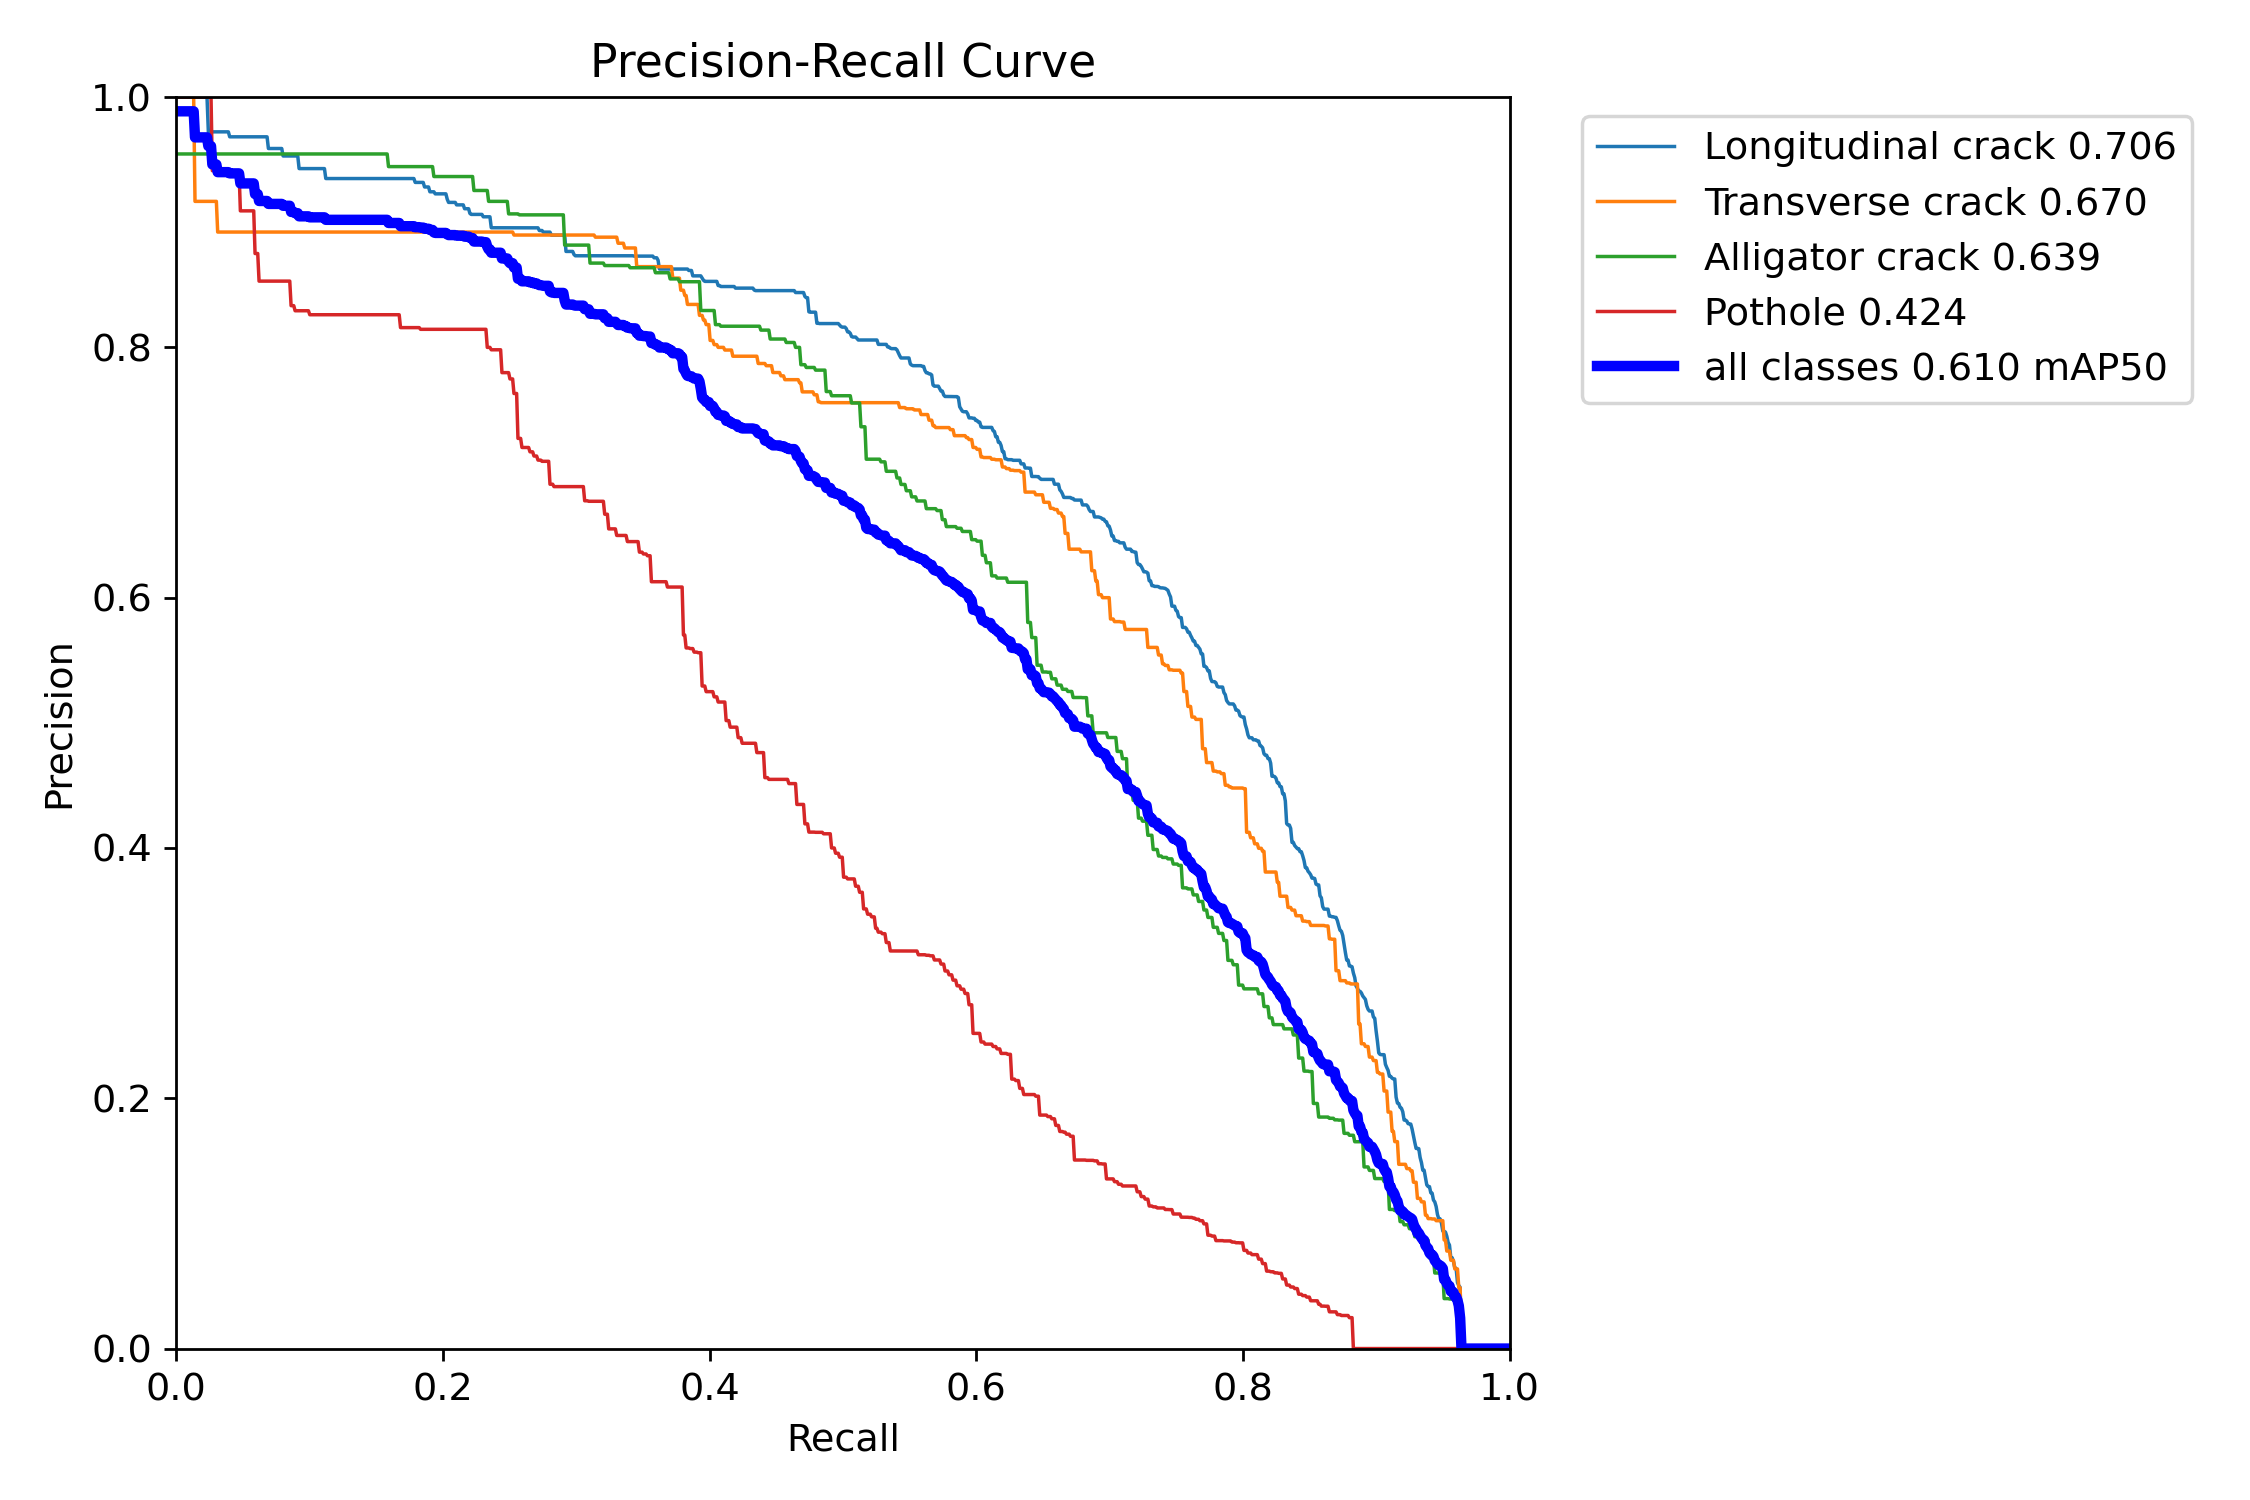 Precision-Recall Curve
1.0
0.8
0.6
0.4
0.2
0.0
Precision
0.0 0.2 0.4 0.6 0.8 1.0
Recall
Longitudinal crack 0.706
Transverse crack 0.670
Alligator crack 0.639
Pothole 0.424
all classes 0.610 mAP50